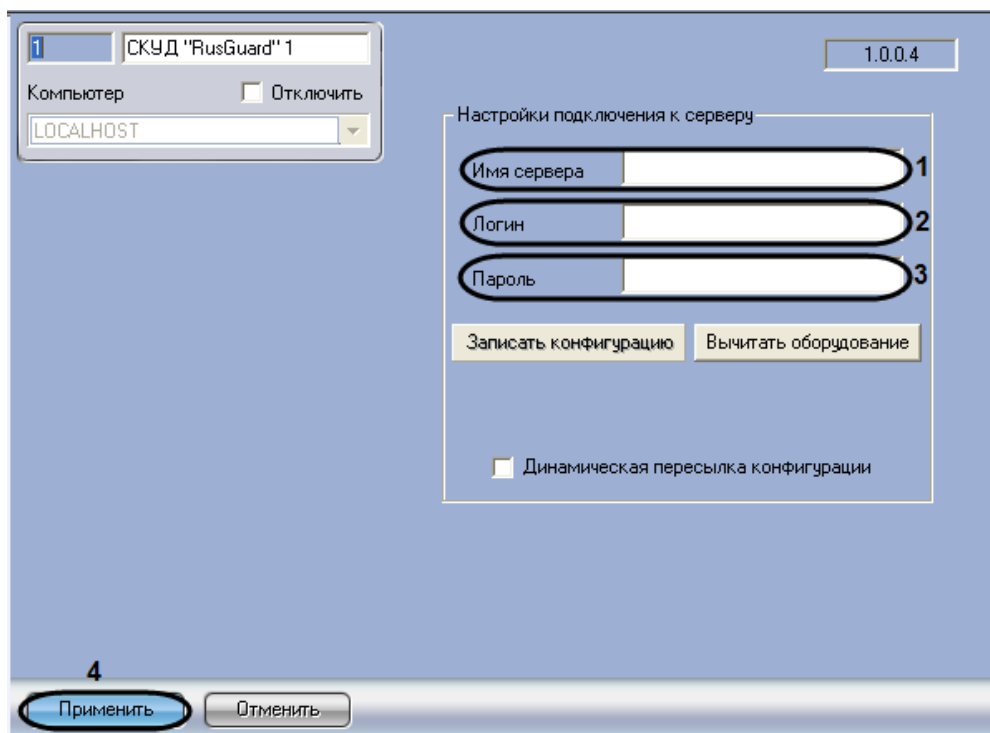 1 СКУД "RusGuard" 1
1.0.0.4
Компьютер Отключить
LOCALHOST
Настройки подключения к серверу
Имя сервера 1
Логин 2
Пароль 3
Записать конфигурацию Вычитать оборудование
Динамическая пересылка конфигурации
4
Применить Отменить